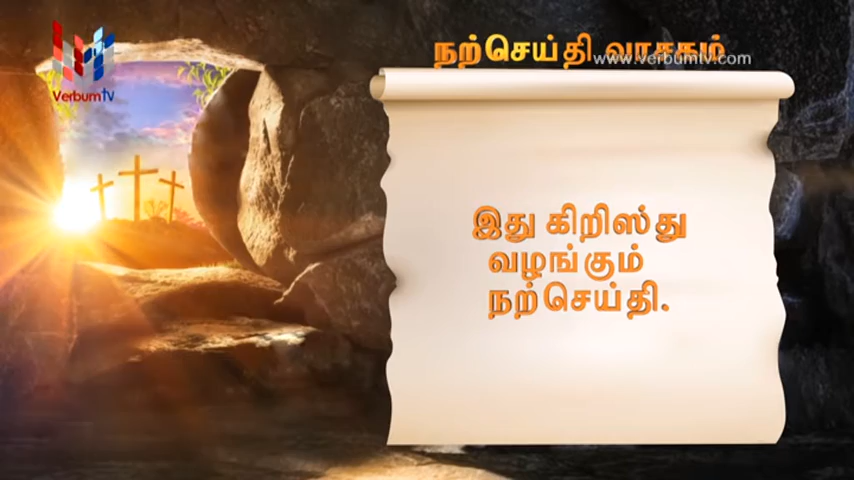 VerbumTV
நற்செய்தி வாசகம்
www.verbumtv.com
இது கிறிஸ்து
வழங்கும்
நற்செய்தி.